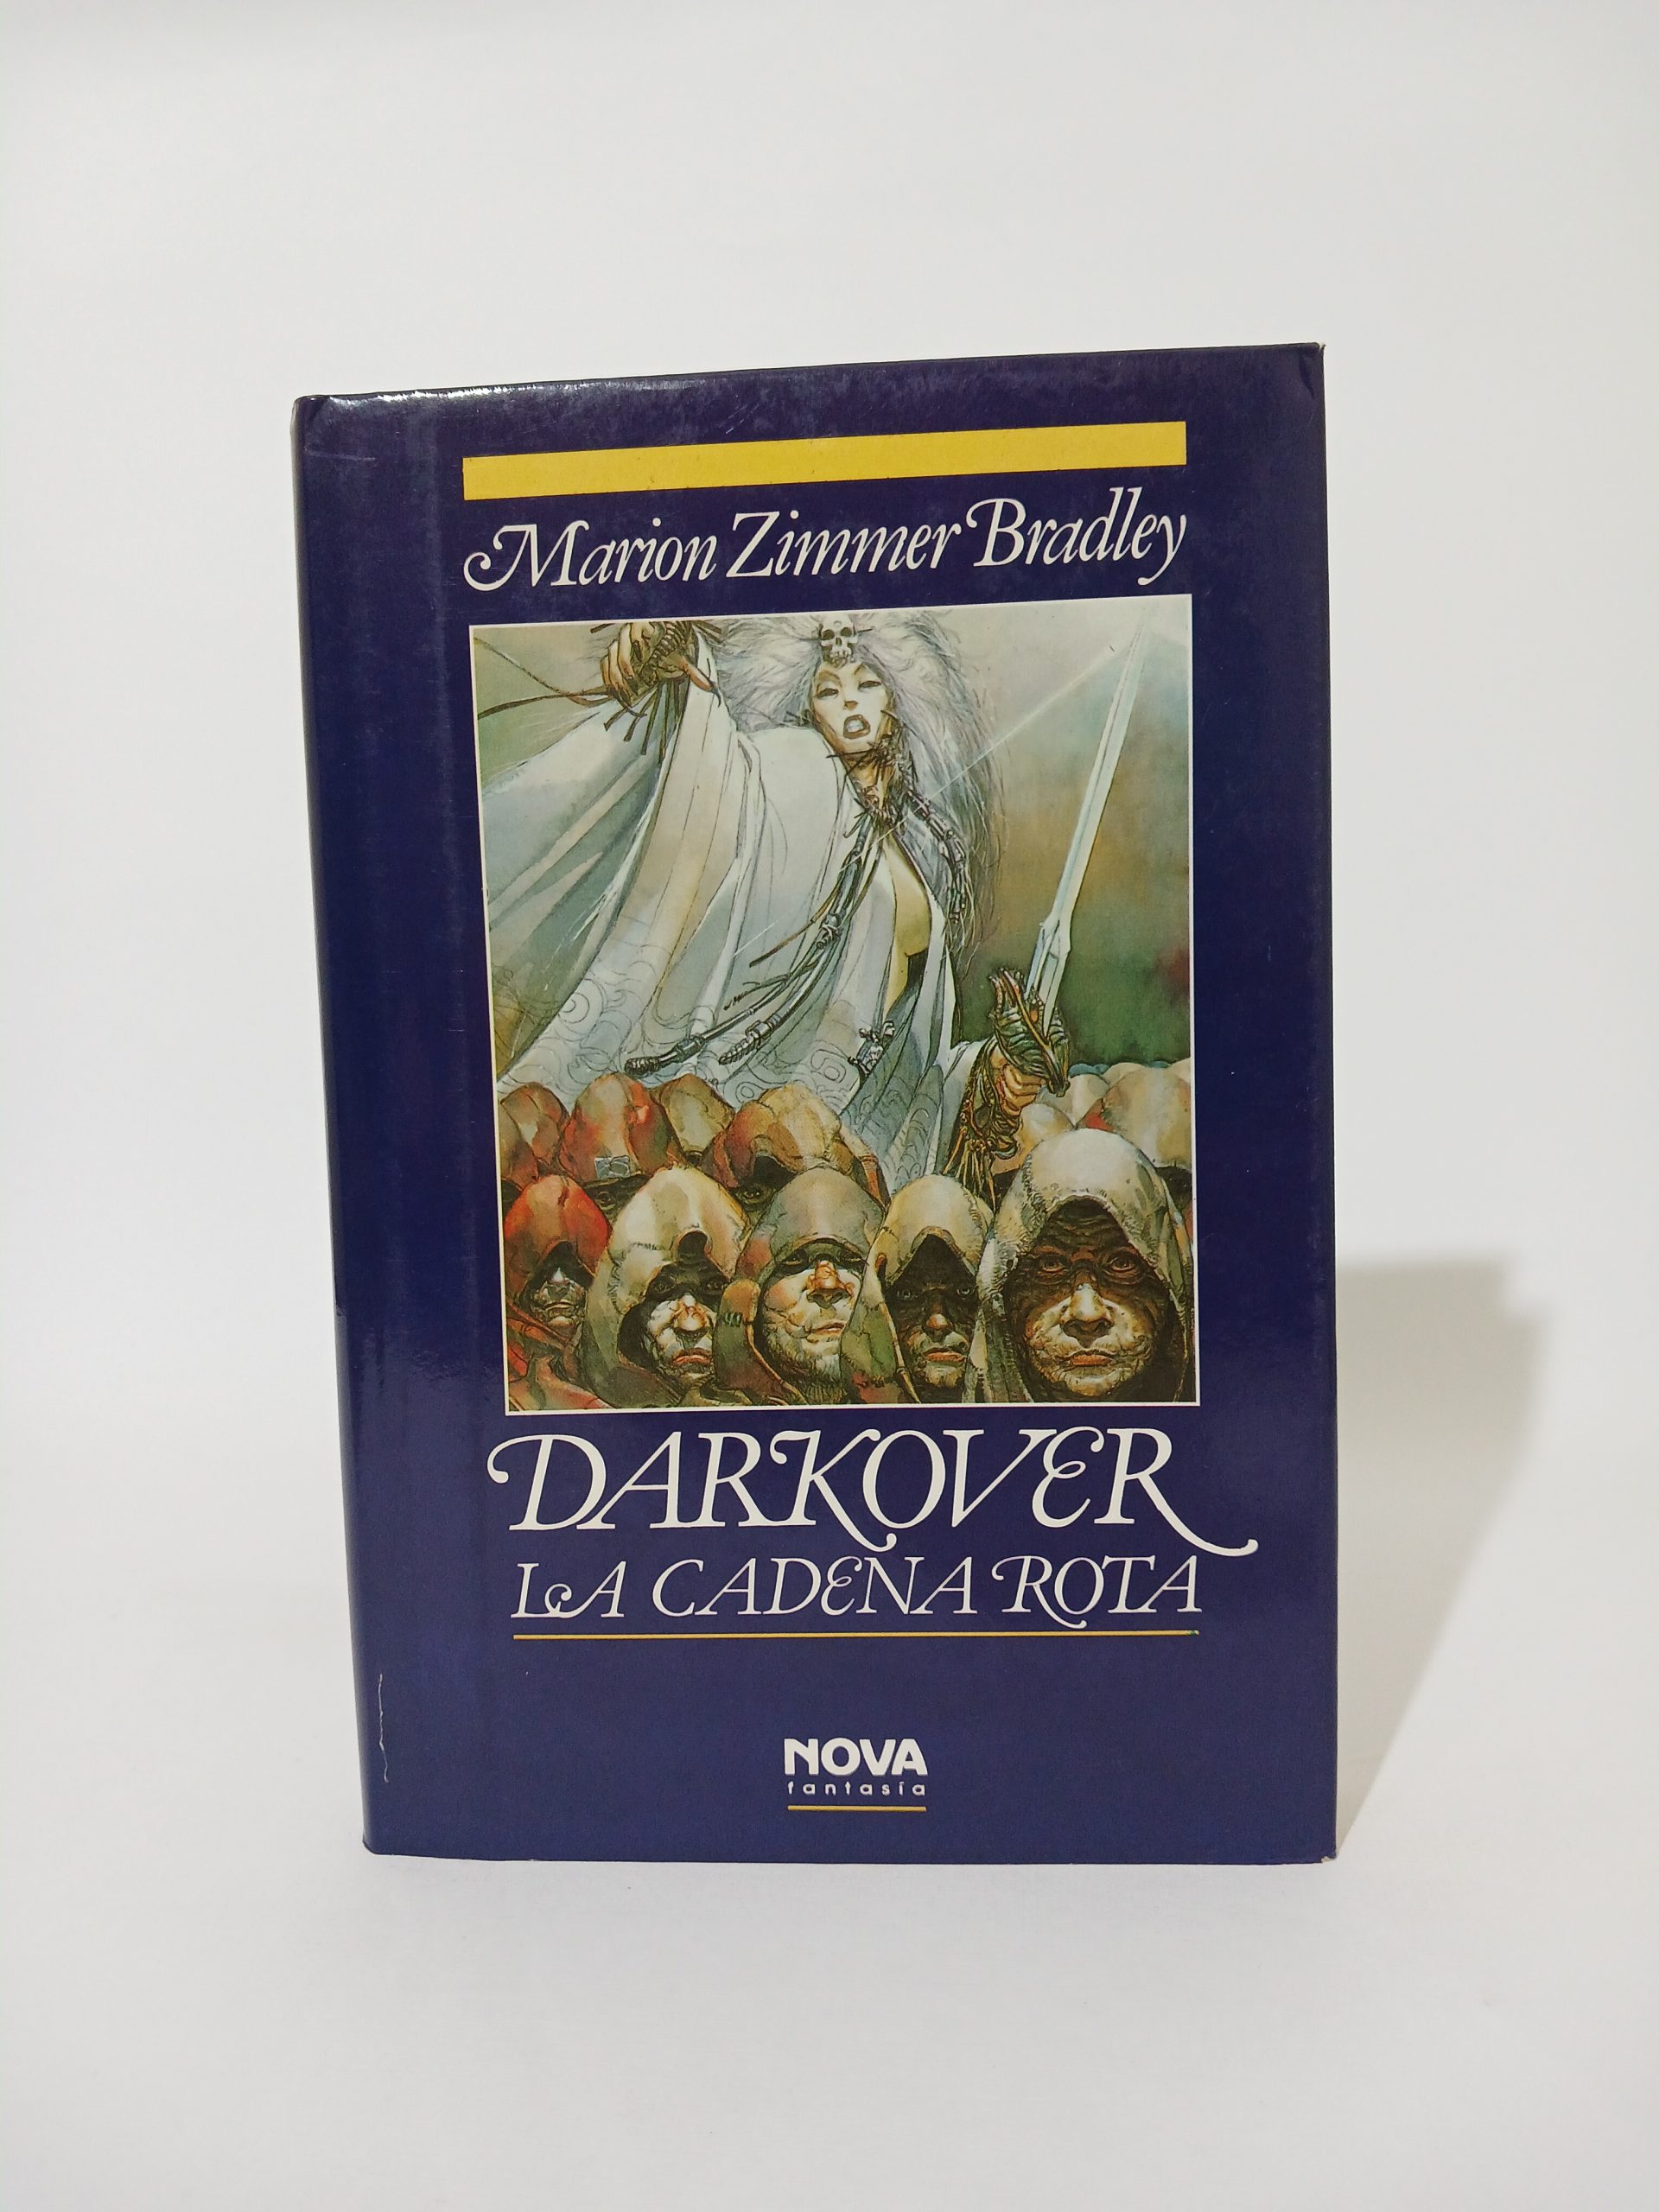 Marion Zimmer Bradley
DARKOVER
LA CADENA ROTA
NOVA
fantasía